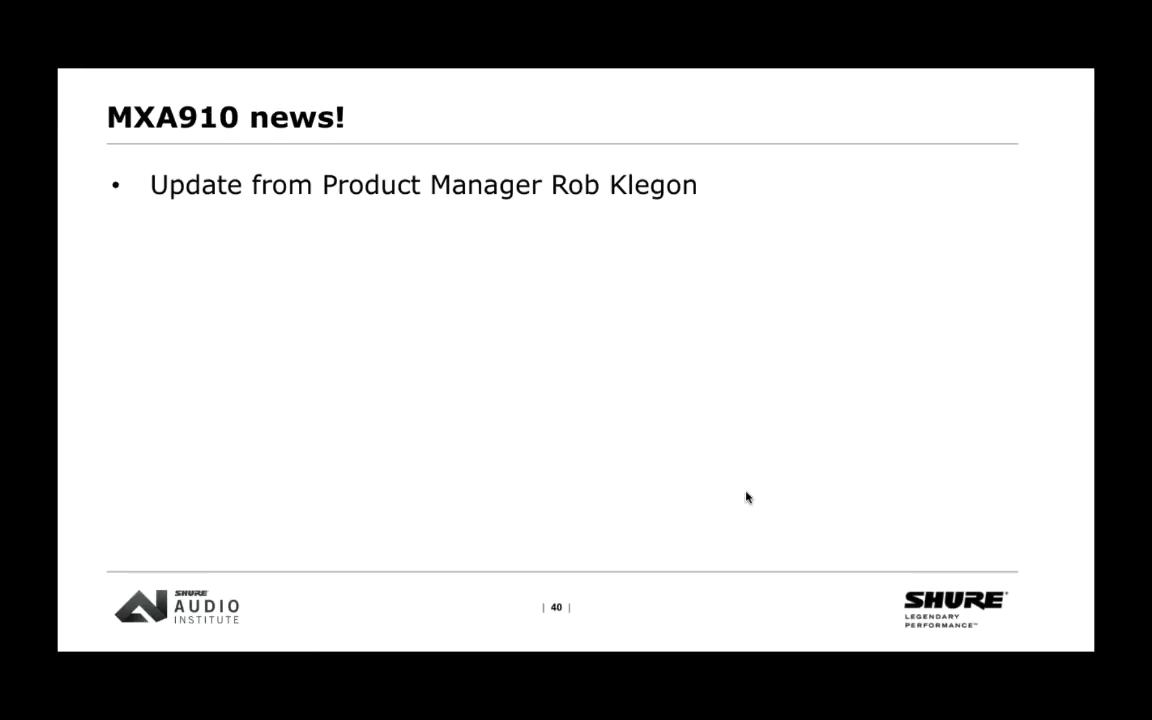 MXA910 news!
• Update from Product Manager Rob Klegon
SHURE
AUDIO
INSTITUTE
| 40 |
SHURE
LEGENDARY
PERFORMANCE™